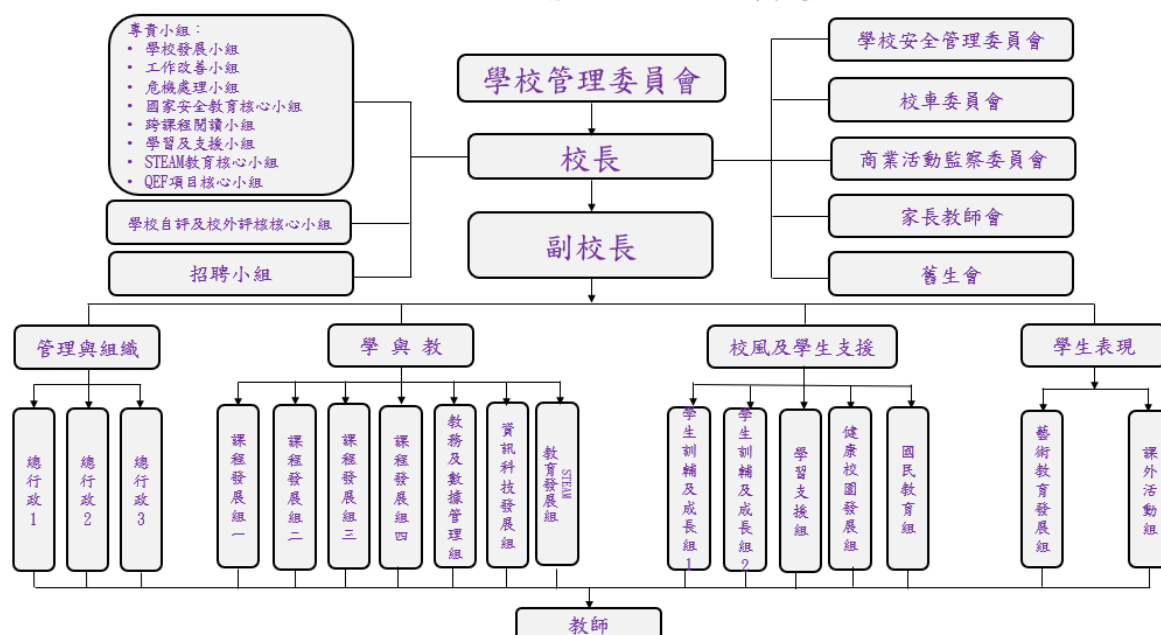 專責小組：
• 學校發展小組
• 工作改善小組
• 危機處理小組
• 國家安全教育核心小組
• 跨課程閱讀小組
• 學習及支援小組
• STEAM教育核心小組
• QEF項目核心小組
學校自評及校外評核核心小組
招聘小組
學校管理委員會
校長
副校長
學校安全管理委員會
校車委員會
商業活動監察委員會
家長教師會
舊生會
管理與組織
學與教
校風及學生支援
學生表現
總行政1
總行政2
總行政3
課程發展組一
課程發展組二
課程發展組三
課程發展組四
教務及數據管理組
資訊科技發展組
STEAM
教育發展組
學生訓輔及成長組1
學生訓輔及成長組2
學習支援組
健康校園發展組
國民教育組
藝術教育發展組
課外活動組
教師